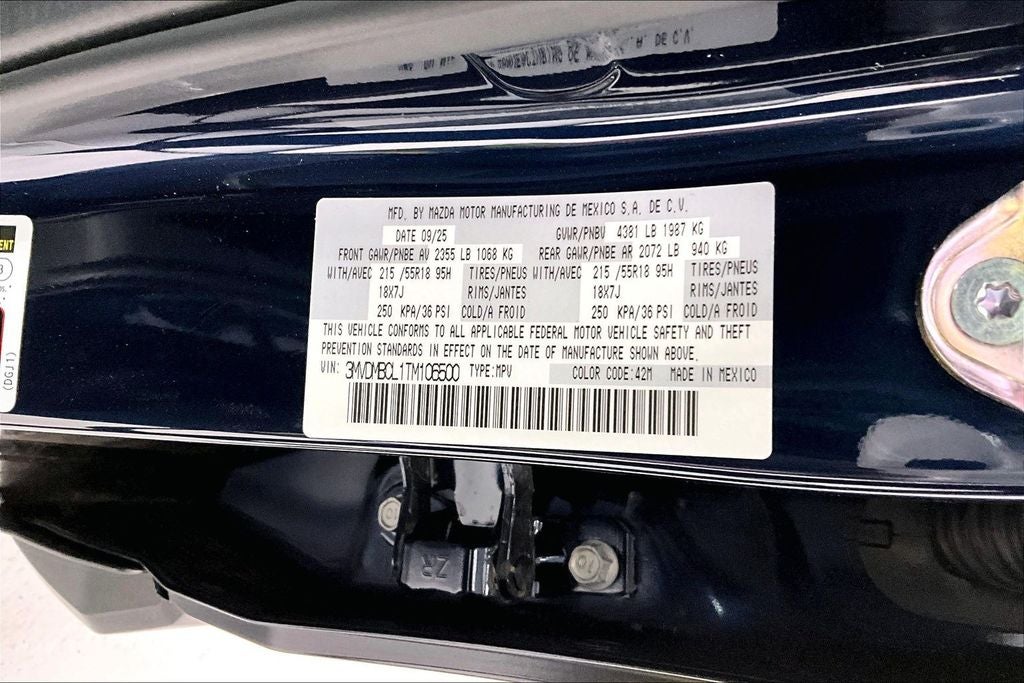 MFD. BY MAZDA MOTOR MANUFACTURING DE MEXICO S.A. DE C.V.
DATE 09/25 GVWR/PNBV 4381 LB 1987 KG
FRONT GAWR/PNBE AV 2355 LB 1068 KG REAR GAWR/PNBE AR 2072 LB 940 KG
WITH/AVEC 215 /55R18 95H TIRES/PNEUS WITH/AVEC 215 /55R18 95H TIRES/PNEUS
18X7J RIMS/JANTES 18X7J RIMS/JANTES
250 KPA/36 PSI COLD/A FROID 250 KPA/36 PSI COLD/A FROID
THIS VEHICLE CONFORMS TO ALL APPLICABLE FEDERAL MOTOR VEHICLE SAFETY AND THEFT
PREVENTION STANDARDS IN EFFECT ON THE DATE OF MANUFACTURE SHOWN ABOVE.
VIN: 3MVDMBCL1TM106500 TYPE:MPV COLOR CODE:42M MADE IN MEXICO
(DGJ1)
ZR